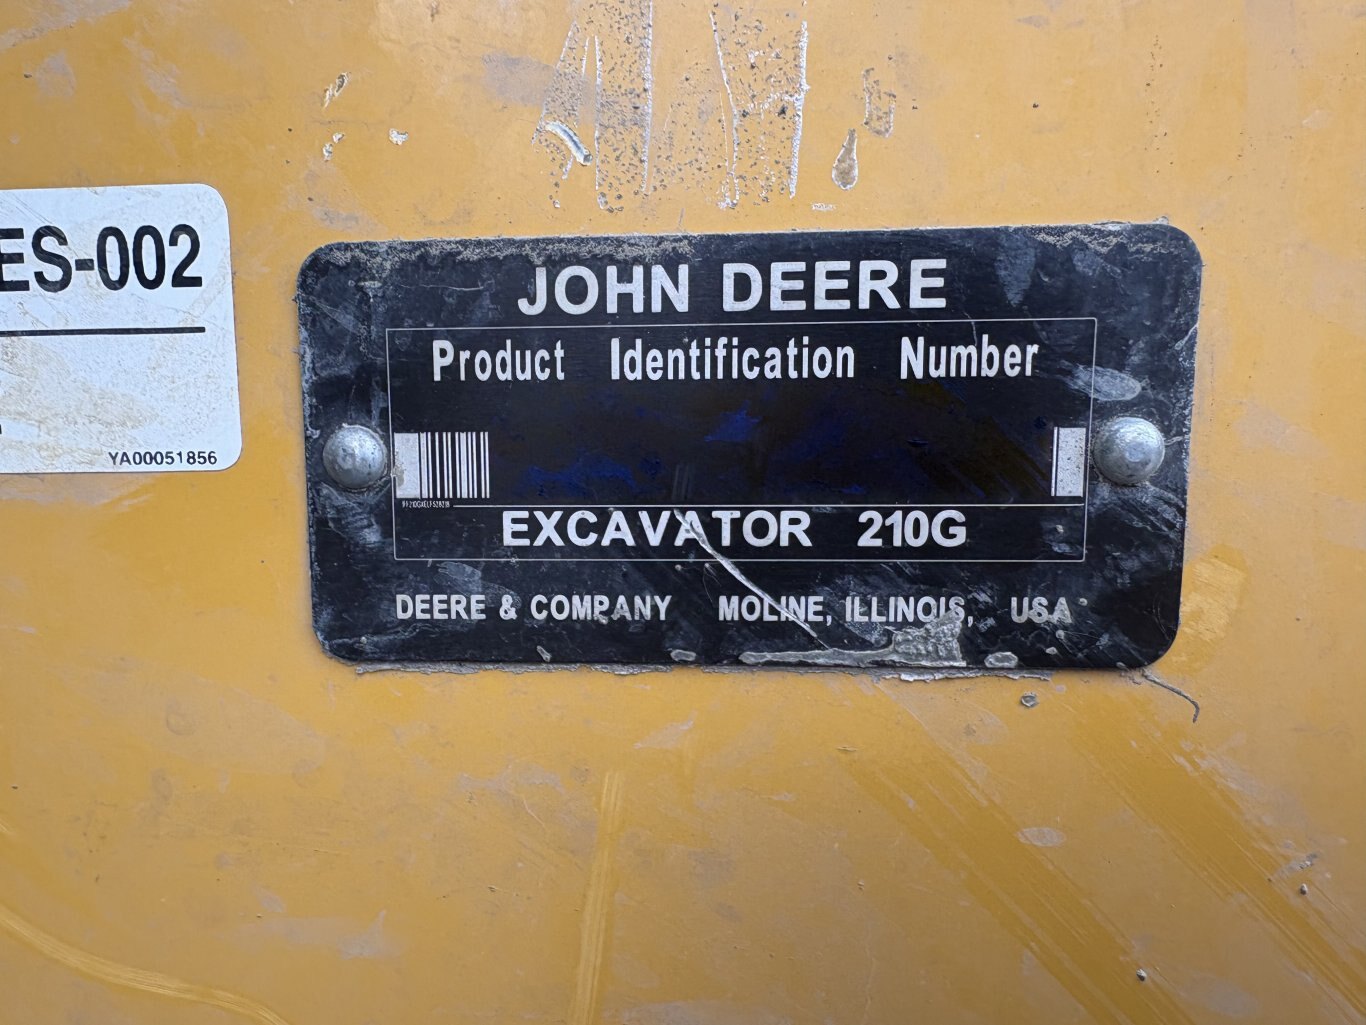 ES-002
YA00051856
JOHN DEERE
Product Identification Number
EXCAVATOR 210G
DEERE & COMPANY MOLINE, ILLINOIS, USA